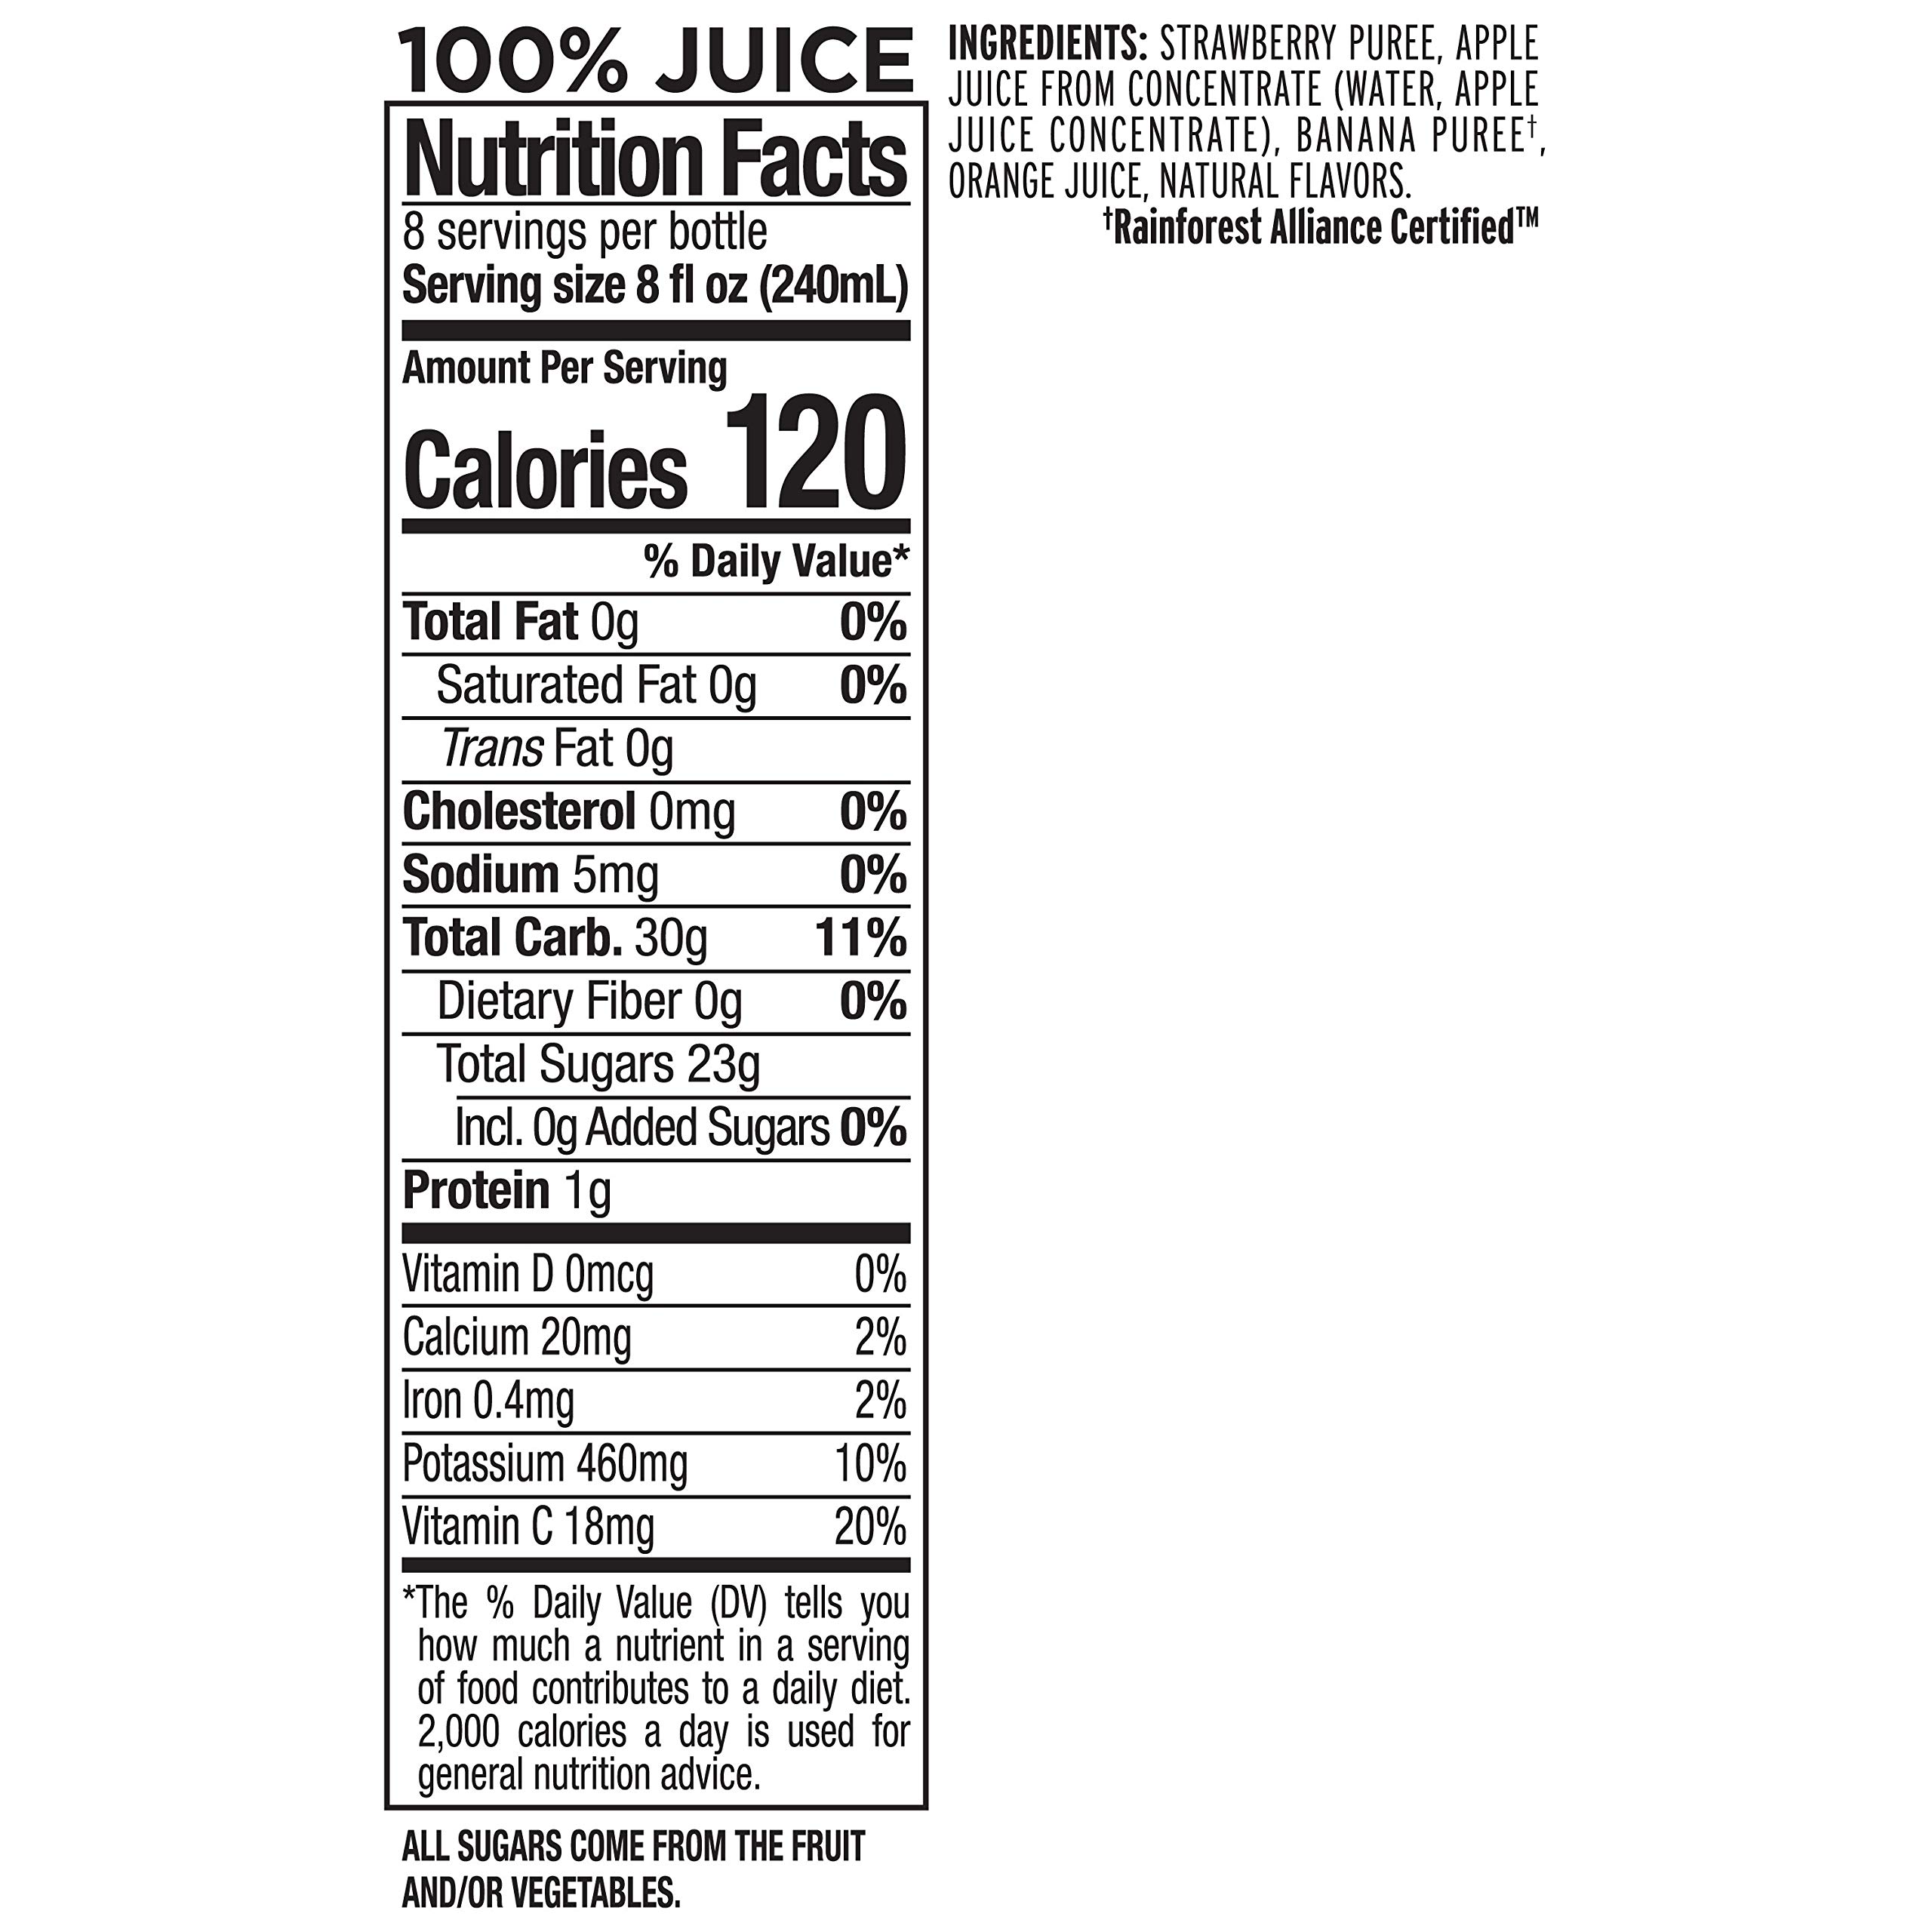 100% JUICE
Nutrition Facts
8 servings per bottle
Serving size 8 fl oz (240mL)
Amount Per Serving
Calories 120
% Daily Value*
Total Fat 0g 0%
Saturated Fat 0g 0%
Trans Fat 0g
Cholesterol 0mg 0%
Sodium 5mg 0%
Total Carb. 30g 11%
Dietary Fiber 0g 0%
Total Sugars 23g
Incl. 0g Added Sugars 0%
Protein 1g
Vitamin D 0mcg 0%
Calcium 20mg 2%
Iron 0.4mg 2%
Potassium 460mg 10%
Vitamin C 18mg 20%
*The % Daily Value (DV) tells you
how much a nutrient in a serving
of food contributes to a daily diet.
2,000 calories a day is used for
general nutrition advice.
ALL SUGARS COME FROM THE FRUIT
AND/OR VEGETABLES.
INGREDIENTS: STRAWBERRY PUREE, APPLE
JUICE FROM CONCENTRATE (WATER, APPLE
JUICE CONCENTRATE), BANANA PUREE†,
ORANGE JUICE, NATURAL FLAVORS.
†Rainforest Alliance Certified™